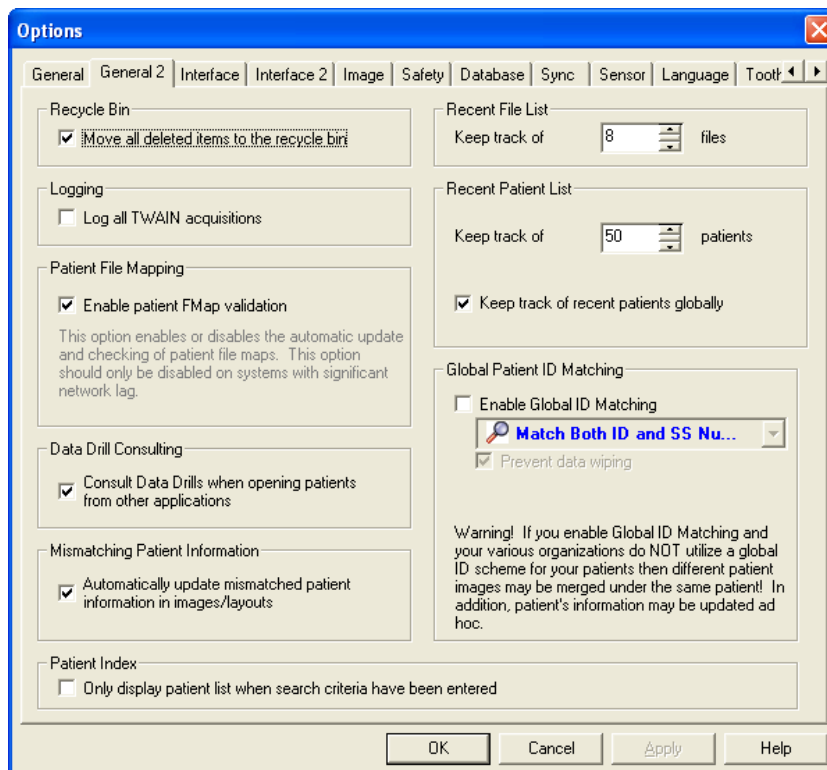 Options
General General 2 Interface Interface 2 Image Safety Database Sync Sensor Language Tooth
Recycle Bin
Move all deleted items to the recycle bin
Logging
Log all TWAIN acquisitions
Patient File Mapping
Enable patient FMap validation
This option enables or disables the automatic update
and checking of patient file maps. This option
should only be disabled on systems with significant
network lag.
Data Drill Consulting
Consult Data Drills when opening patients
from other applications
Mismatching Patient Information
Automatically update mismatched patient
information in images/layouts
Recent File List
Keep track of 8 files
Recent Patient List
Keep track of 50 patients
Keep track of recent patients globally
Global Patient ID Matching
Enable Global ID Matching
Match Both ID and SS Nu...
Prevent data wiping
Warning! If you enable Global ID Matching and
your various organizations do NOT utilize a global
ID scheme for your patients then different patient
images may be merged under the same patient! In
addition, patient's information may be updated ad
hoc.
Patient Index
Only display patient list when search criteria have been entered
OK Cancel Apply Help